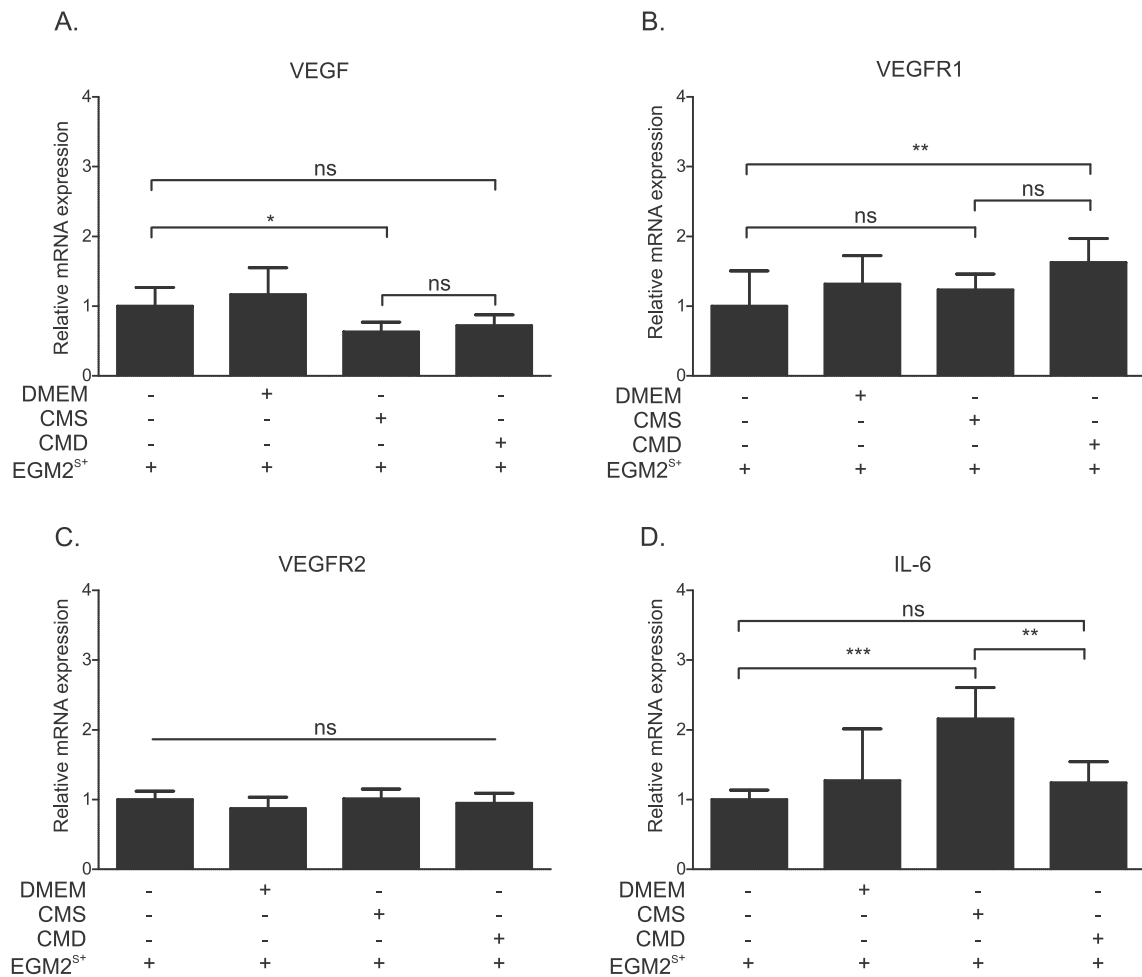 A.
VEGF
Relative mRNA expression
4
3
2
1
0
ns
*
ns
DMEM - + - -
CMS - - + -
CMD - - - +
EGM2S+ + + + +
B.
VEGFR1
Relative mRNA expression
4
3
2
1
0
**
ns
ns
DMEM - + - -
CMS - - + -
CMD - - - +
EGM2S+ + + + +
C.
VEGFR2
Relative mRNA expression
4
3
2
1
0
ns
DMEM - + - -
CMS - - + -
CMD - - - +
EGM2S+ + + + +
D.
IL-6
Relative mRNA expression
4
3
2
1
0
ns
**
***
DMEM - + - -
CMS - - + -
CMD - - - +
EGM2S+ + + + +